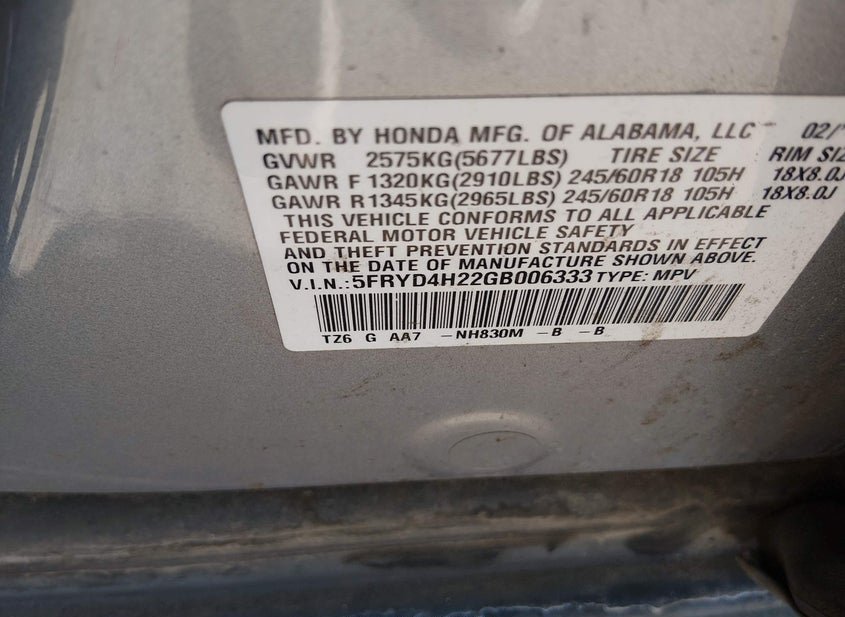 MFD. BY HONDA MFG. OF ALABAMA, LLC 02/
GVWR 2575KG(5677LBS) TIRE SIZE RIM SIZ
GAWR F 1320KG(2910LBS) 245/60R18 105H 18X8.0J
GAWR R 1345KG(2965LBS) 245/60R18 105H 18X8.0J
THIS VEHICLE CONFORMS TO ALL APPLICABLE
FEDERAL MOTOR VEHICLE SAFETY
AND THEFT PREVENTION STANDARDS IN EFFECT
ON THE DATE OF MANUFACTURE SHOWN ABOVE.
V.I.N.:5FRYD4H22GB006333 TYPE: MPV
TZ6 G AA7 -NH830M -B -B